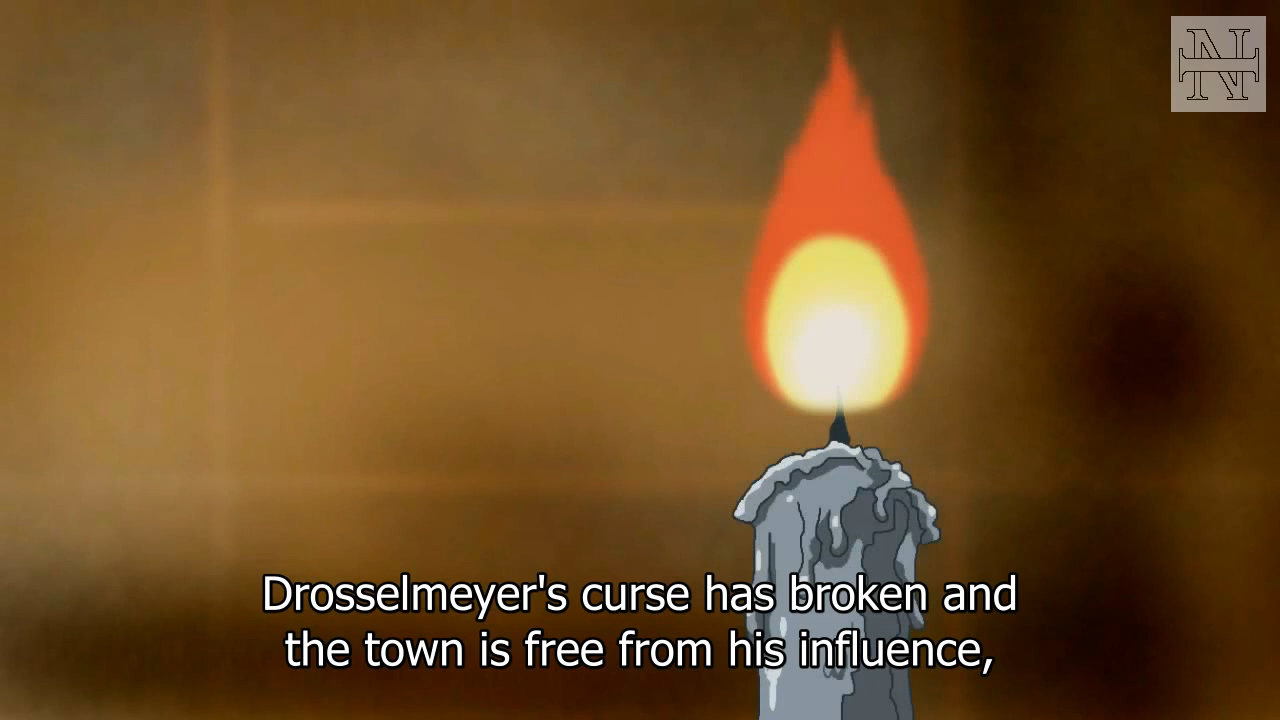 Drosselmeyer's curse has broken and
the town is free from his influence,